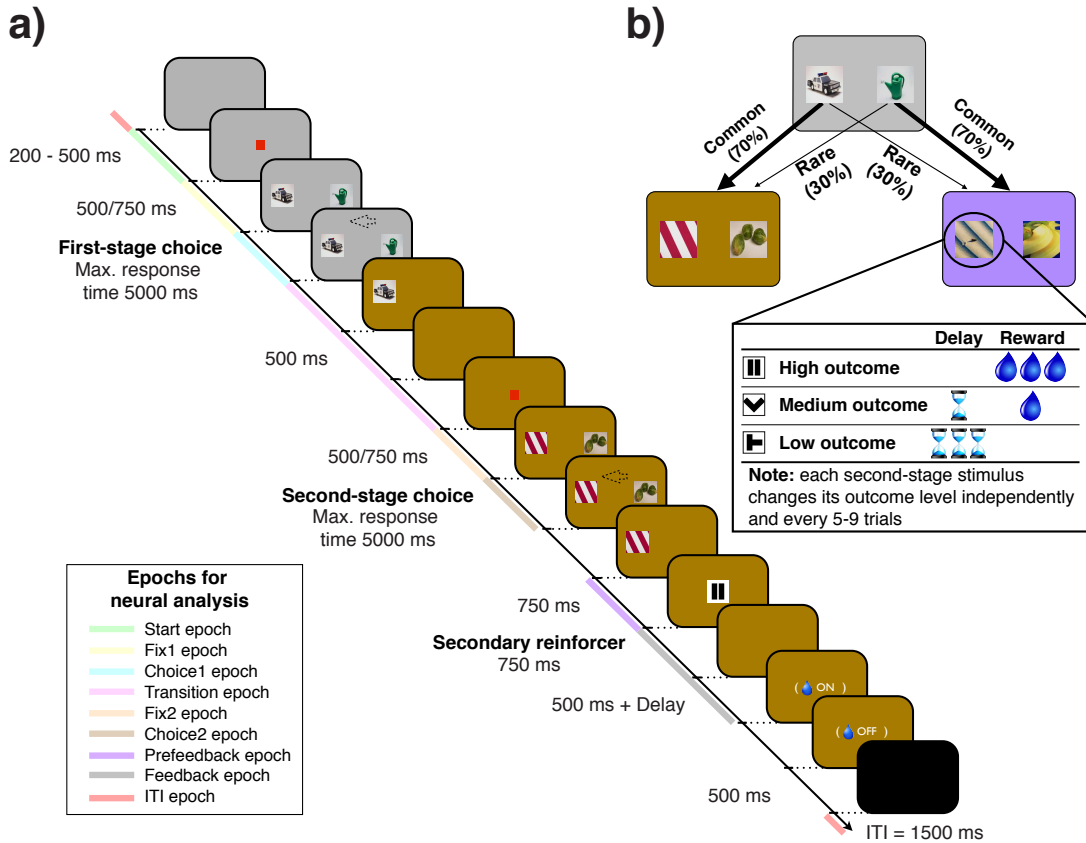 a)
200 - 500 ms
500/750 ms
First-stage choice
Max. response
time 5000 ms
500 ms
500/750 ms
Second-stage choice
Max. response
time 5000 ms
750 ms
Secondary reinforcer
750 ms
500 ms + Delay
( ON )
( OFF )
500 ms
ITI = 1500 ms
Epochs for
neural analysis
Start epoch
Fix1 epoch
Choice1 epoch
Transition epoch
Fix2 epoch
Choice2 epoch
Prefeedback epoch
Feedback epoch
ITI epoch
b)
Common
(70%)
Rare
(30%)
Rare
(30%)
Common
(70%)
Delay Reward
High outcome
Medium outcome
Low outcome
Note: each second-stage stimulus
changes its outcome level independently
and every 5-9 trials